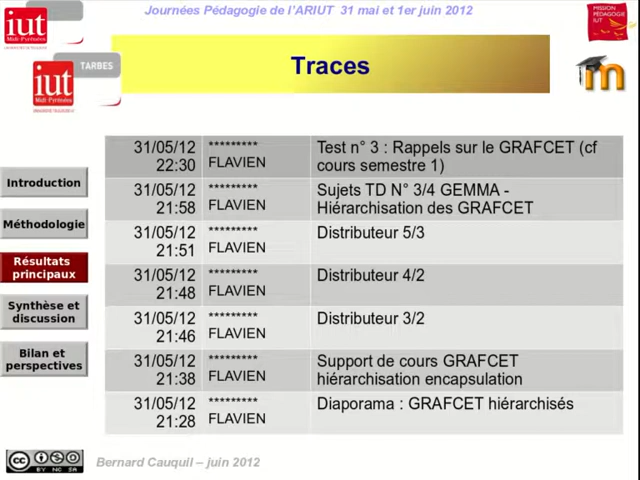 Journées Pédagogie de l'ARIUT 31 mai et 1er juin 2012
iut
Midi-Pyrénées
MISSION
PÉDAGOGIE
IUT
TARBES
iut
Midi-Pyrénées
Traces
m
31/05/12 ********* Test n° 3 : Rappels sur le GRAFCET (cf
22:30 FLAVIEN cours semestre 1)
31/05/12 ********* Sujets TD N° 3/4 GEMMA -
21:58 FLAVIEN Hiérarchisation des GRAFCET
31/05/12 ********* Distributeur 5/3
21:51 FLAVIEN
31/05/12 ********* Distributeur 4/2
21:48 FLAVIEN
31/05/12 ********* Distributeur 3/2
21:46 FLAVIEN
31/05/12 ********* Support de cours GRAFCET
21:38 FLAVIEN hiérarchisation encapsulation
31/05/12 ********* Diaporama : GRAFCET hiérarchisés
21:28 FLAVIEN
Introduction
Méthodologie
Résultats
principaux
Synthèse et
discussion
Bilan et
perspectives
cc
BY NC SA
Bernard Cauquil – juin 2012